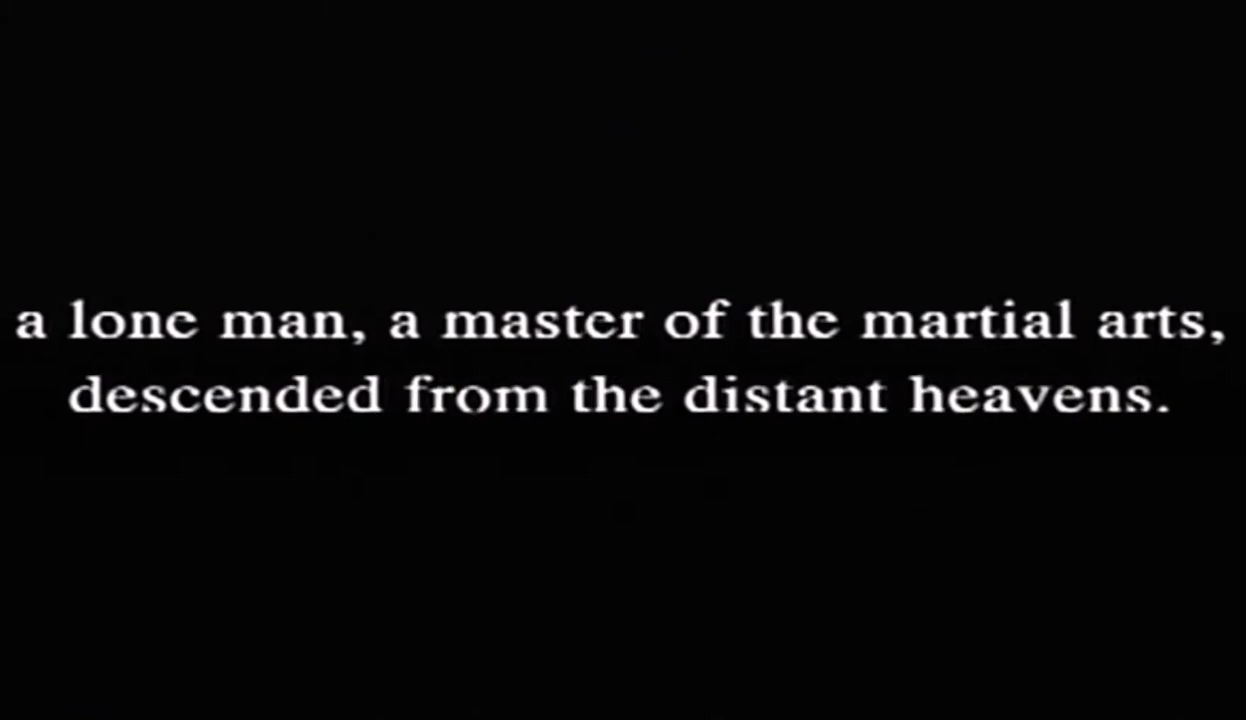 a lone man, a master of the martial arts,
descended from the distant heavens.